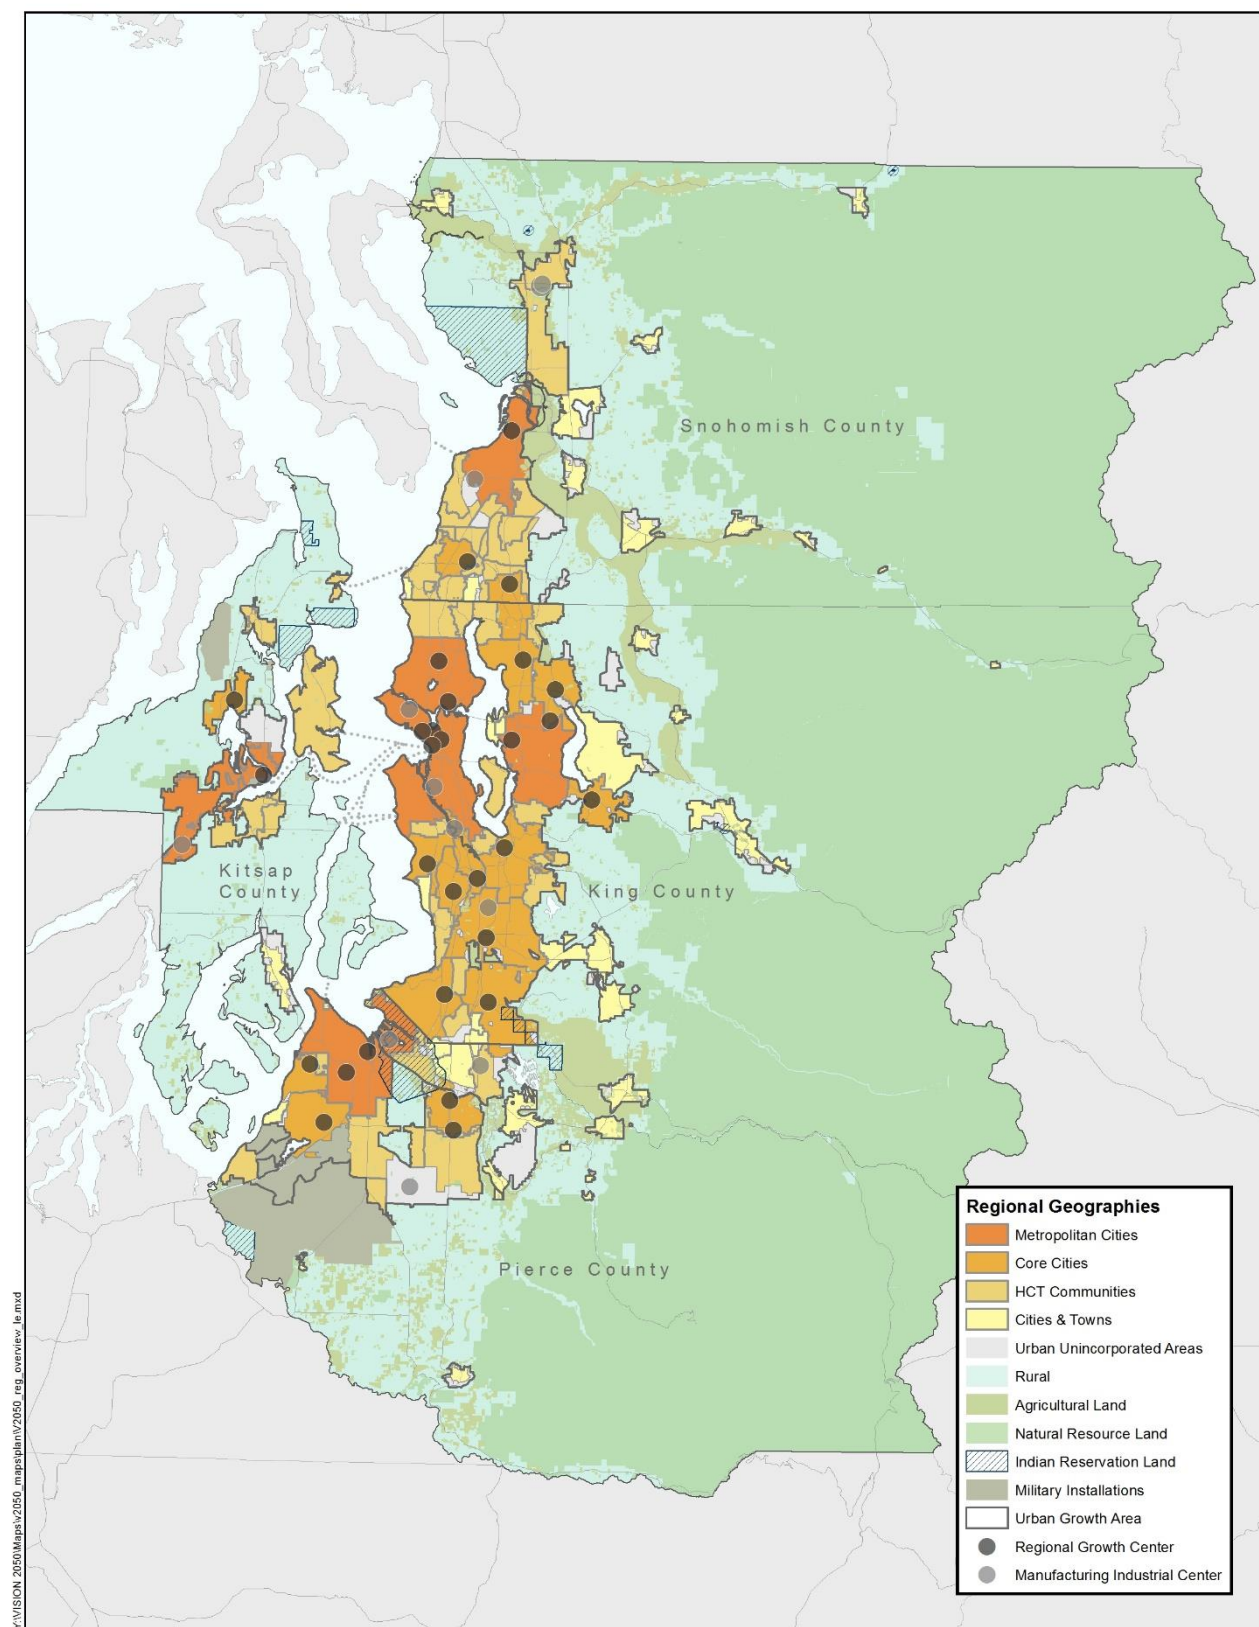 Snohomish County
Kitsap
County
King County
Pierce County
Regional Geographies
Metropolitan Cities
Core Cities
HCT Communities
Cities & Towns
Urban Unincorporated Areas
Rural
Agricultural Land
Natural Resource Land
Indian Reservation Land
Military Installations
Urban Growth Area
Regional Growth Center
Manufacturing Industrial Center
Y:\VISION 2050\Maps\v2050_maps\plan\V2050_reg_overview_le.mxd